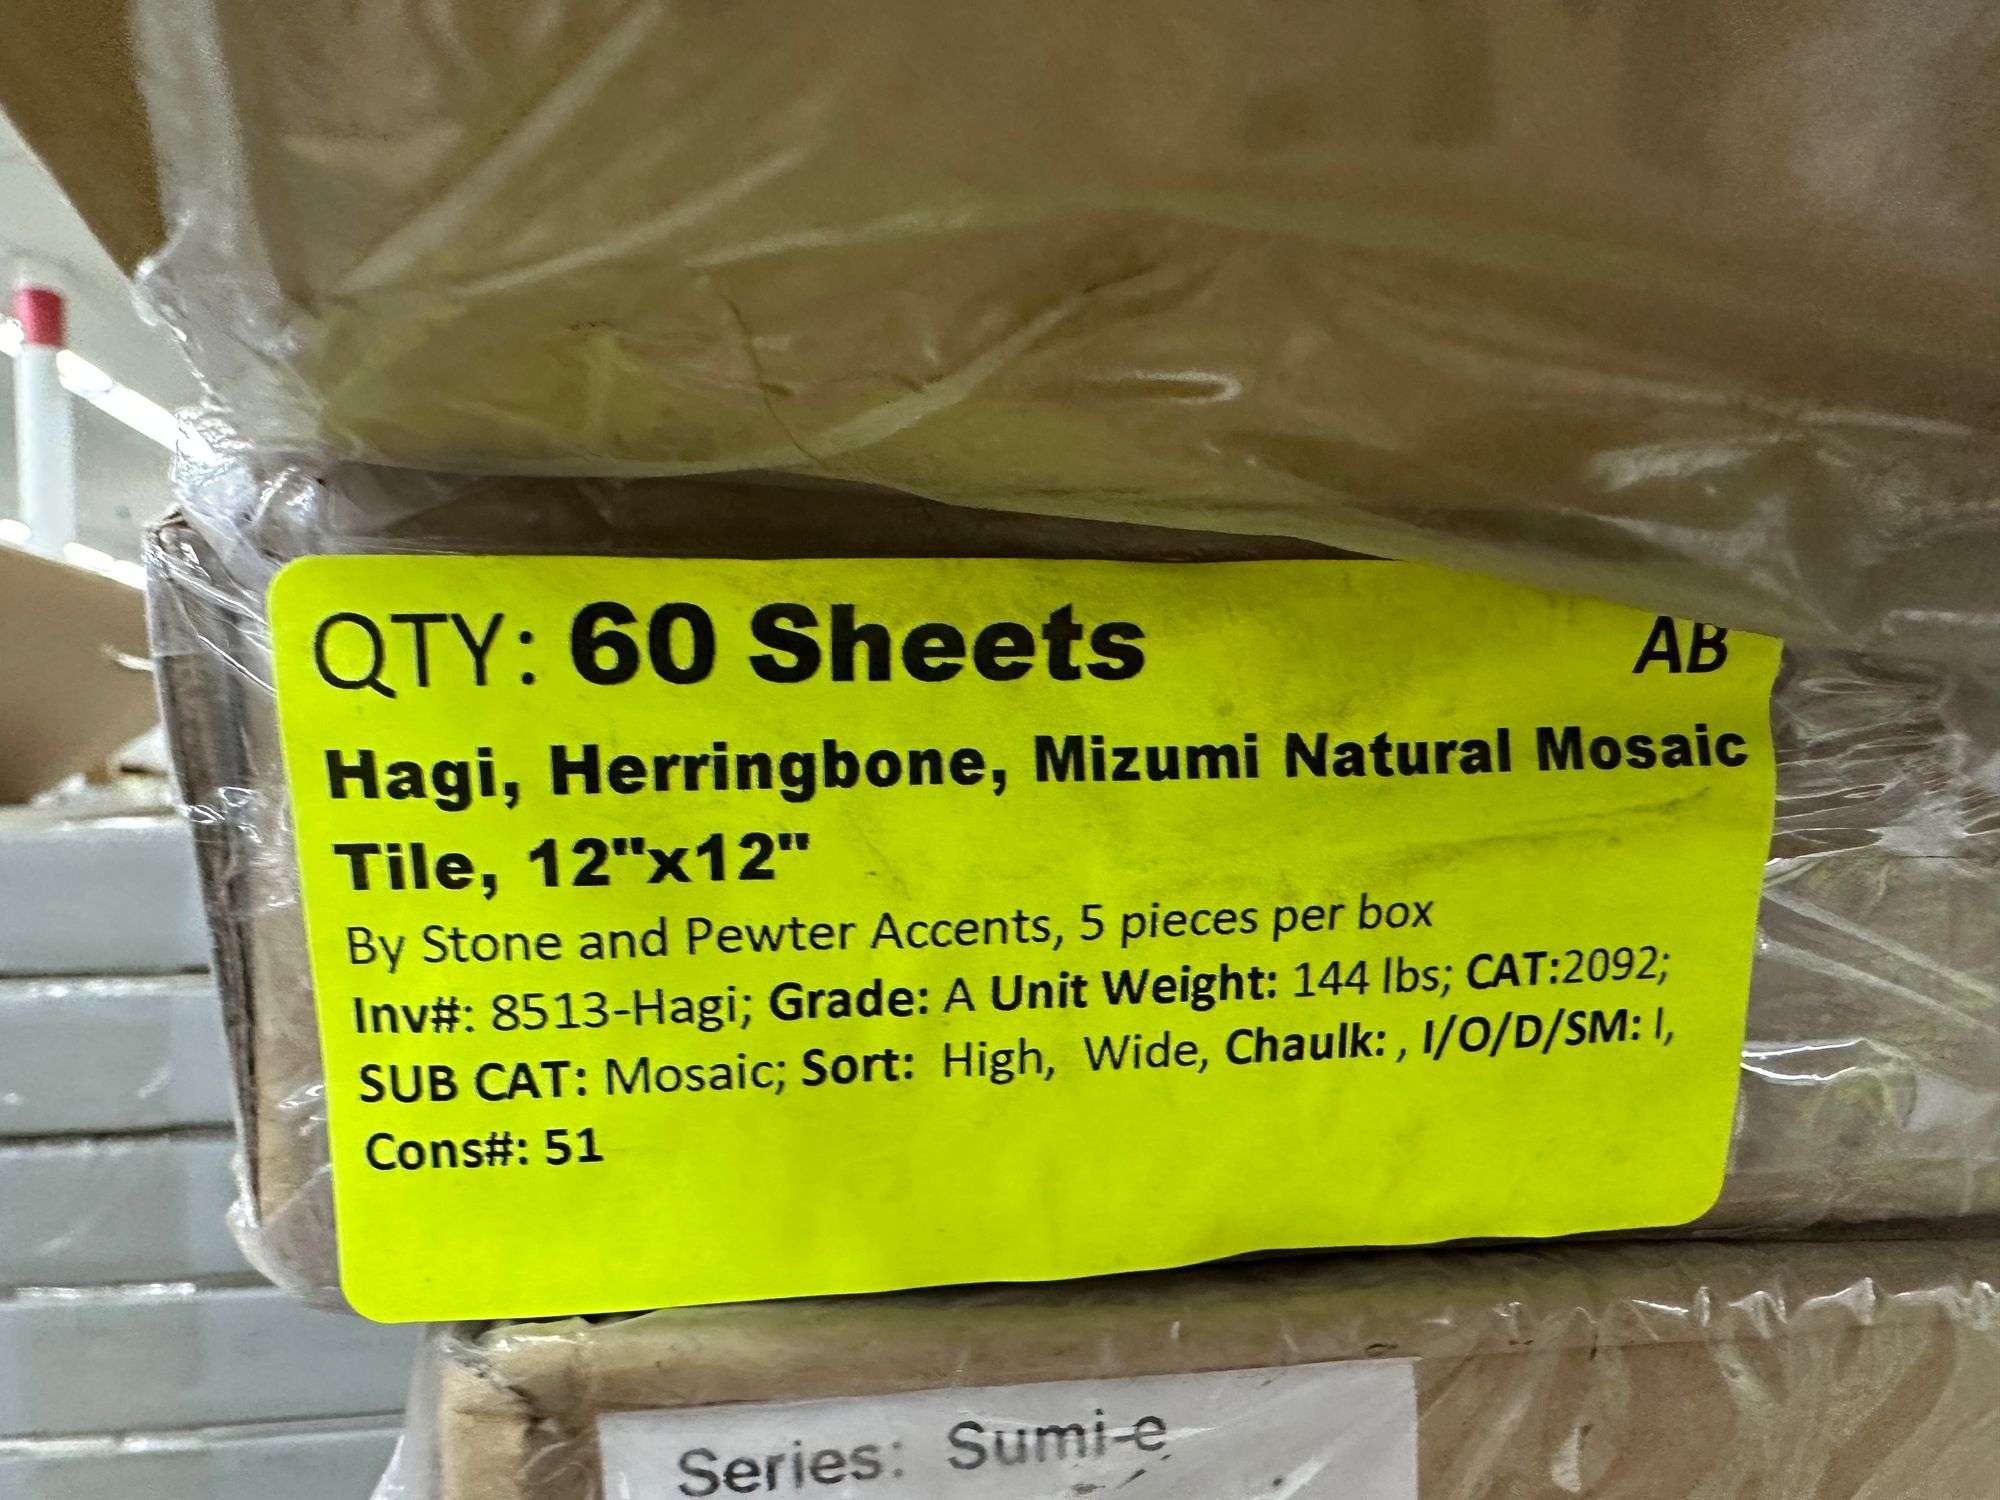 QTY: 60 Sheets AB
Hagi, Herringbone, Mizumi Natural Mosaic
Tile, 12"x12"
By Stone and Pewter Accents, 5 pieces per box
Inv#: 8513-Hagi; Grade: A Unit Weight: 144 lbs; CAT:2092;
SUB CAT: Mosaic; Sort: High, Wide, Chaulk: , I/O/D/SM: I,
Cons#: 51
Series: Sumi-e